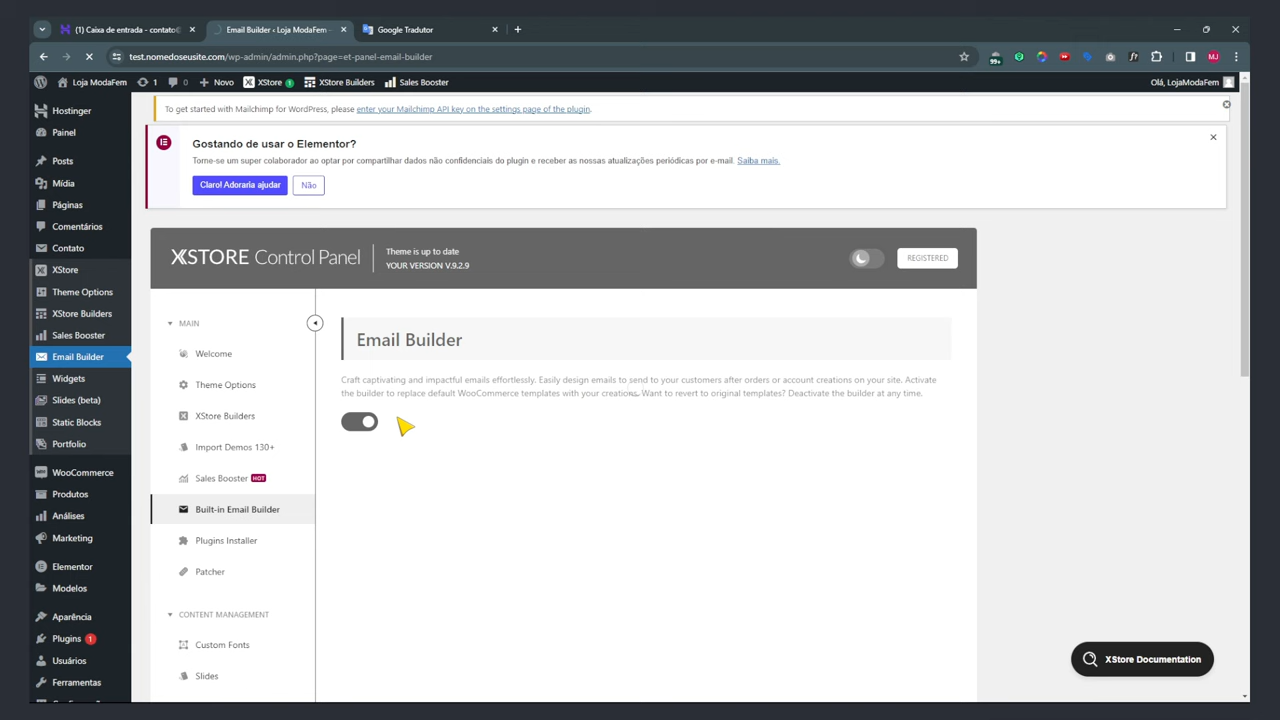 (1) Caixa de entrada - contato@
Email Builder ‹ Loja ModaFem -
Google Tradutor
test.nomedoseusite.com/wp-admin/admin.php?page=et-panel-email-builder
99+
f?
MJ
Loja ModaFem
1
0
Novo
XStore 1
XStore Builders
Sales Booster
Olá, LojaModaFem
Hostinger
Painel
Posts
Mídia
Páginas
Comentários
Contato
XStore
Theme Options
XStore Builders
Sales Booster
Email Builder
Widgets
Slides (beta)
Static Blocks
Portfolio
WooCommerce
Produtos
Análises
Marketing
Elementor
Modelos
Aparência
Plugins 1
Usuários
Ferramentas
To get started with Mailchimp for WordPress, please enter your Mailchimp API key on the settings page of the plugin.
Gostando de usar o Elementor?
Torne-se um super colaborador ao optar por compartilhar dados não confidenciais do plugin e receber as nossas atualizações periódicas por e-mail. Saiba mais.
Claro! Adoraria ajudar
Não
XSTORE Control Panel
Theme is up to date
YOUR VERSION V.9.2.9
REGISTERED
MAIN
Welcome
Theme Options
XStore Builders
Import Demos 130+
Sales Booster HOT
Built-in Email Builder
Plugins Installer
Patcher
CONTENT MANAGEMENT
Custom Fonts
Slides
Email Builder
Craft captivating and impactful emails effortlessly. Easily design emails to send to your customers after orders or account creations on your site. Activate
the builder to replace default WooCommerce templates with your creations. Want to revert to original templates? Deactivate the builder at any time.
XStore Documentation